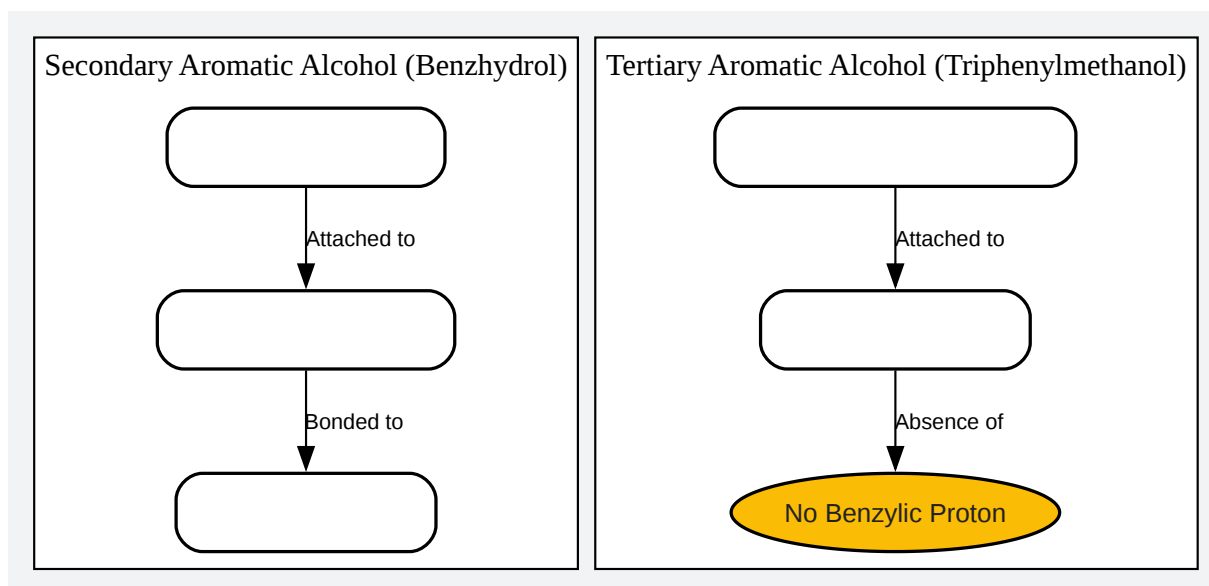 Secondary Aromatic Alcohol (Benzhydrol)
Attached to
Bonded to
Tertiary Aromatic Alcohol (Triphenylmethanol)
Attached to
Absence of
No Benzylic Proton